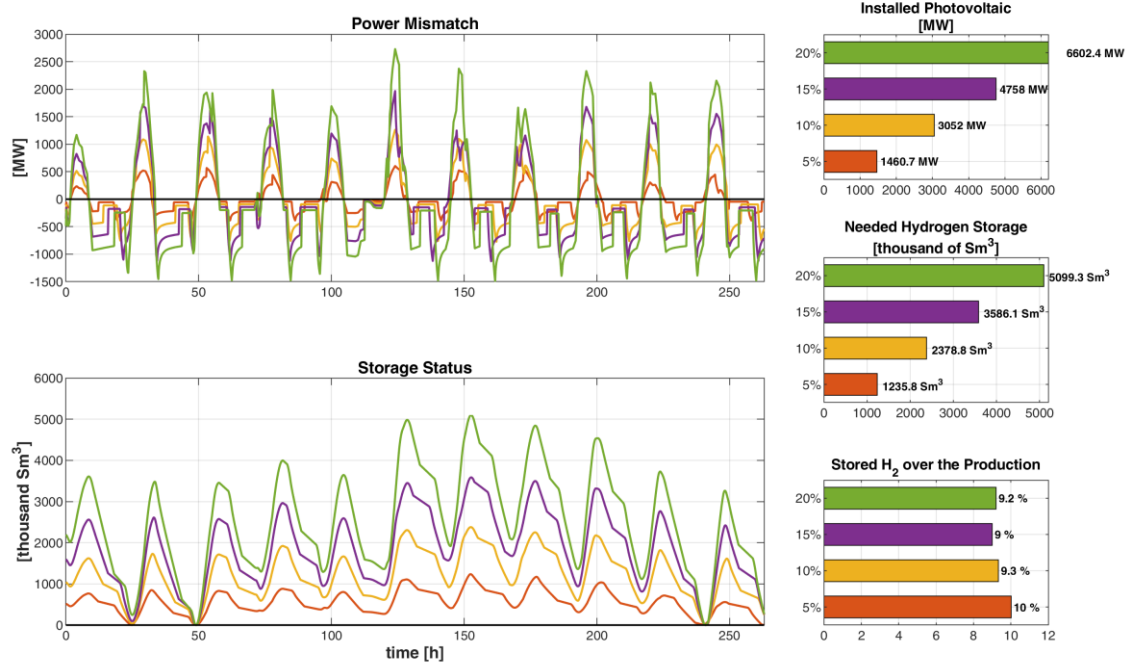 Power Mismatch
[MW]
3000
2500
2000
1500
1000
500
0
-500
-1000
-1500
0
50
100
150
200
250
Storage Status
[thousand Sm³]
6000
5000
4000
3000
2000
1000
0
0
50
100
150
200
250
time [h]
Installed Photovoltaic
[MW]
20%
6602.4 MW
15%
4758 MW
10%
3052 MW
5%
1460.7 MW
0 1000 2000 3000 4000 5000 6000
Needed Hydrogen Storage
[thousand of Sm³]
20%
5099.3 Sm³
15%
3586.1 Sm³
10%
2378.8 Sm³
5%
1235.8 Sm³
0 1000 2000 3000 4000 5000
Stored H₂ over the Production
20%
9.2 %
15%
9 %
10%
9.3 %
5%
10 %
0 2 4 6 8 10 12